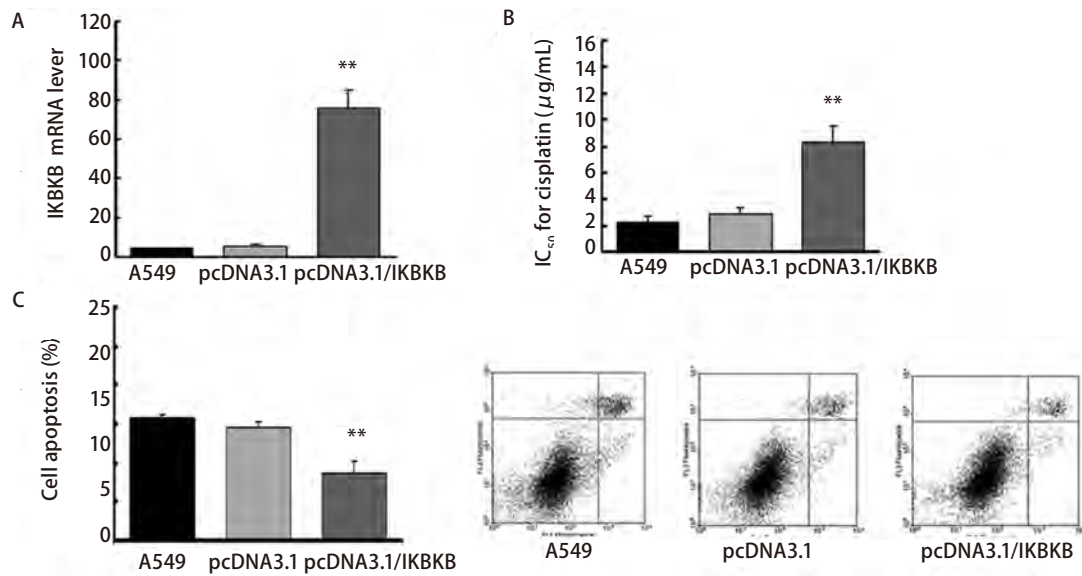 A
IKBKB mRNA lever
120
100
80
60
40
20
0
**
A549 pcDNA3.1 pcDNA3.1/IKBKB
B
IC50 for cisplatin (μg/mL)
16
14
12
10
8
6
4
2
0
**
A549 pcDNA3.1 pcDNA3.1/IKBKB
C
Cell apoptosis (%)
25
20
15
10
5
0
**
A549 pcDNA3.1 pcDNA3.1/IKBKB
A549
pcDNA3.1
pcDNA3.1/IKBKB